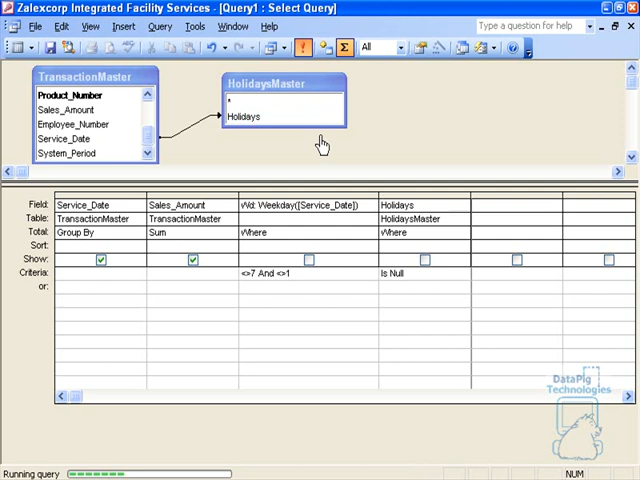 Zalexcorp Integrated Facility Services - [Query1 : Select Query]
File Edit View Insert Format Query Tools Window Help
Type a question for help
All
TransactionMaster
Product_Number
Sales_Amount
Employee_Number
Service_Date
System_Period
HolidaysMaster
*
Holidays
Field: Service_Date Sales_Amount Wd: Weekday([Service_Date]) Holidays
Table: TransactionMaster TransactionMaster HolidaysMaster
Total: Group By Sum Where Where
Sort:
Show:
Criteria: <>7 And <>1 Is Null
or:
DataPig
Technologies
Running query
NUM